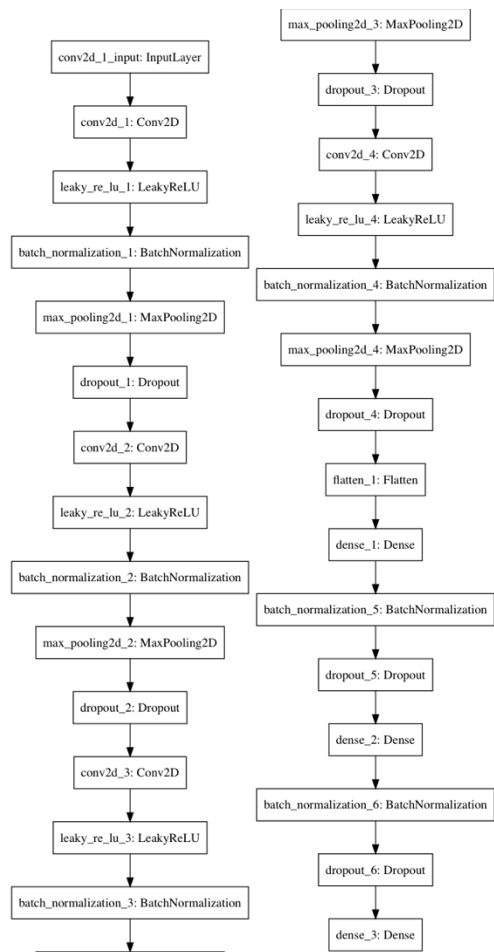 conv2d_1_input: InputLayer
conv2d_1: Conv2D
leaky_re_lu_1: LeakyReLU
batch_normalization_1: BatchNormalization
max_pooling2d_1: MaxPooling2D
dropout_1: Dropout
conv2d_2: Conv2D
leaky_re_lu_2: LeakyReLU
batch_normalization_2: BatchNormalization
max_pooling2d_2: MaxPooling2D
dropout_2: Dropout
conv2d_3: Conv2D
leaky_re_lu_3: LeakyReLU
batch_normalization_3: BatchNormalization
max_pooling2d_3: MaxPooling2D
dropout_3: Dropout
conv2d_4: Conv2D
leaky_re_lu_4: LeakyReLU
batch_normalization_4: BatchNormalization
max_pooling2d_4: MaxPooling2D
dropout_4: Dropout
flatten_1: Flatten
dense_1: Dense
batch_normalization_5: BatchNormalization
dropout_5: Dropout
dense_2: Dense
batch_normalization_6: BatchNormalization
dropout_6: Dropout
dense_3: Dense